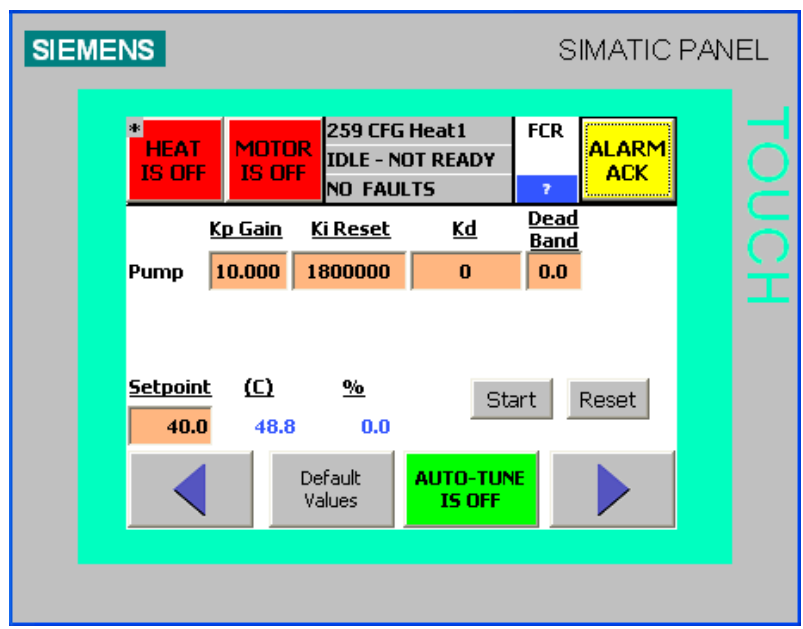 SIEMENS
SIMATIC PANEL
TOUCH
*
HEAT
IS OFF
MOTOR
IS OFF
259 CFG Heat1
IDLE - NOT READY
NO FAULTS
FCR
?
ALARM
ACK
Kp Gain Ki Reset Kd Dead
Band
Pump 10.000 1800000 0 0.0
Setpoint (C) %
40.0 48.8 0.0
Start Reset
Default
Values
AUTO-TUNE
IS OFF